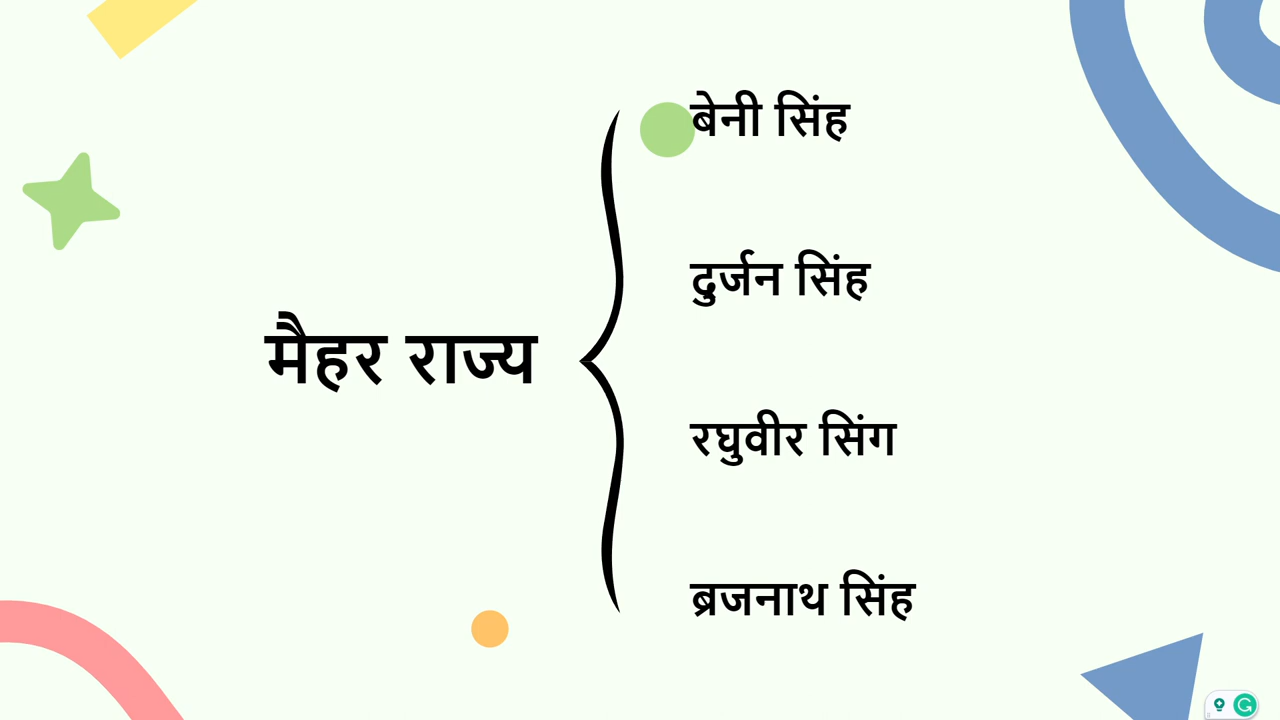 बेनी सिंह
दुर्जन सिंह
मैहर राज्य
रघुवीर सिंग
ब्रजनाथ सिंह